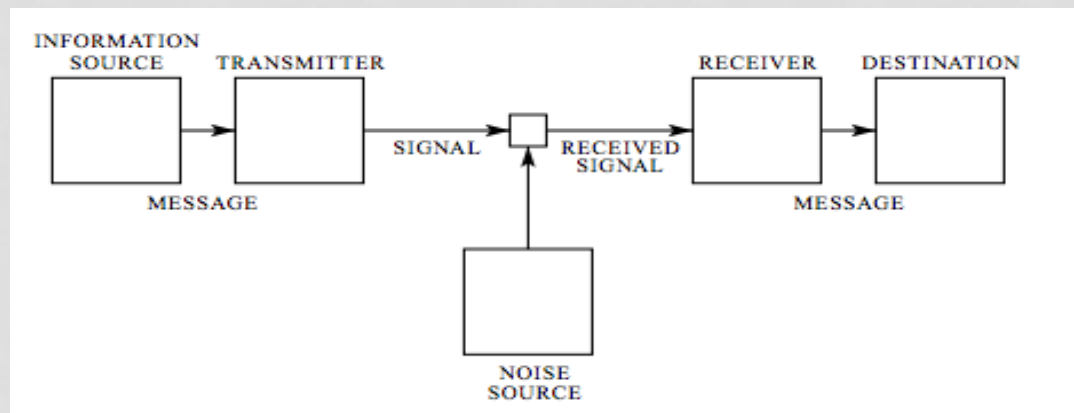 INFORMATION
SOURCE
TRANSMITTER
RECEIVER
DESTINATION
SIGNAL
RECEIVED
SIGNAL
MESSAGE
MESSAGE
NOISE
SOURCE